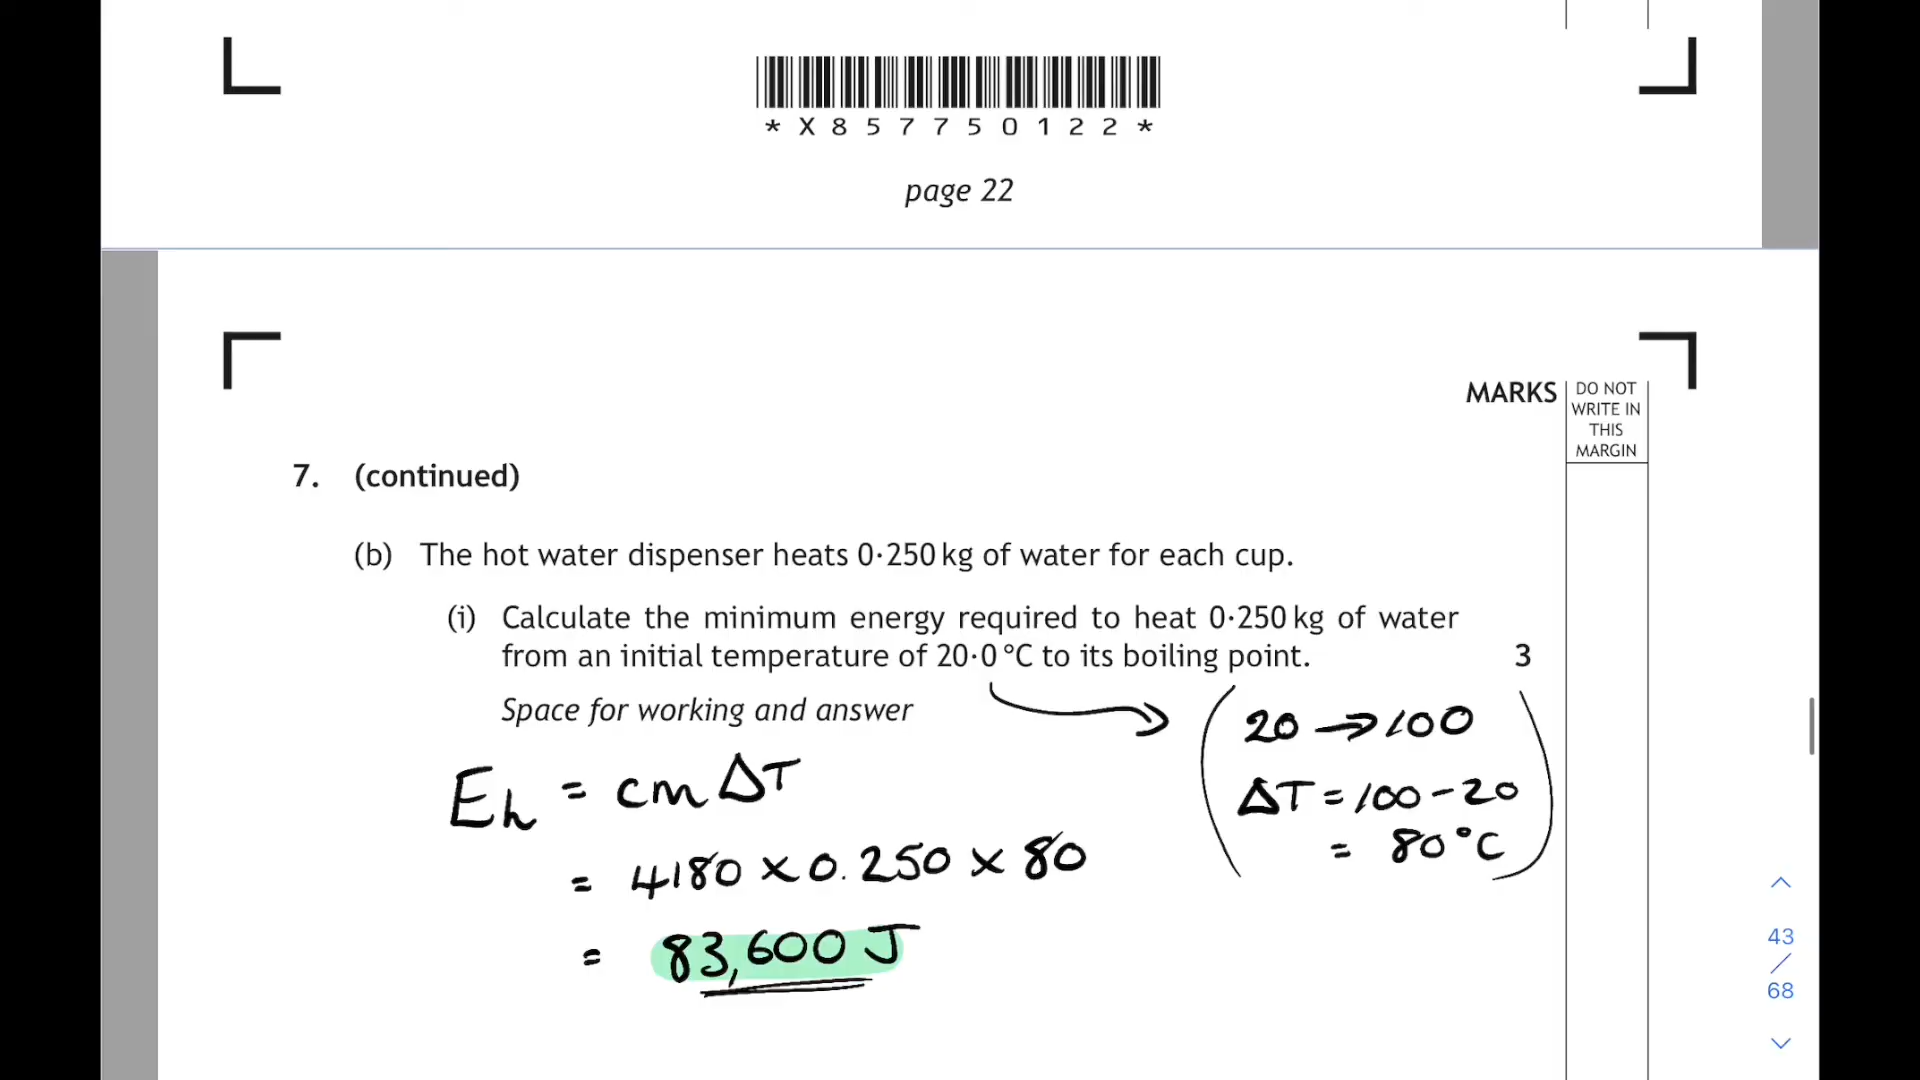 * X 8 5 7 7 5 0 1 2 2 *
page 22
MARKS
DO NOT
WRITE IN
THIS
MARGIN
7. (continued)
(b) The hot water dispenser heats 0·250 kg of water for each cup.
(i) Calculate the minimum energy required to heat 0·250 kg of water
from an initial temperature of 20·0 °C to its boiling point. 3
Space for working and answer
20 → 100
Eh = cmΔT
ΔT = 100 - 20
= 80°C
= 4180 × 0.250 × 80
= 83,600 J
43
/
68